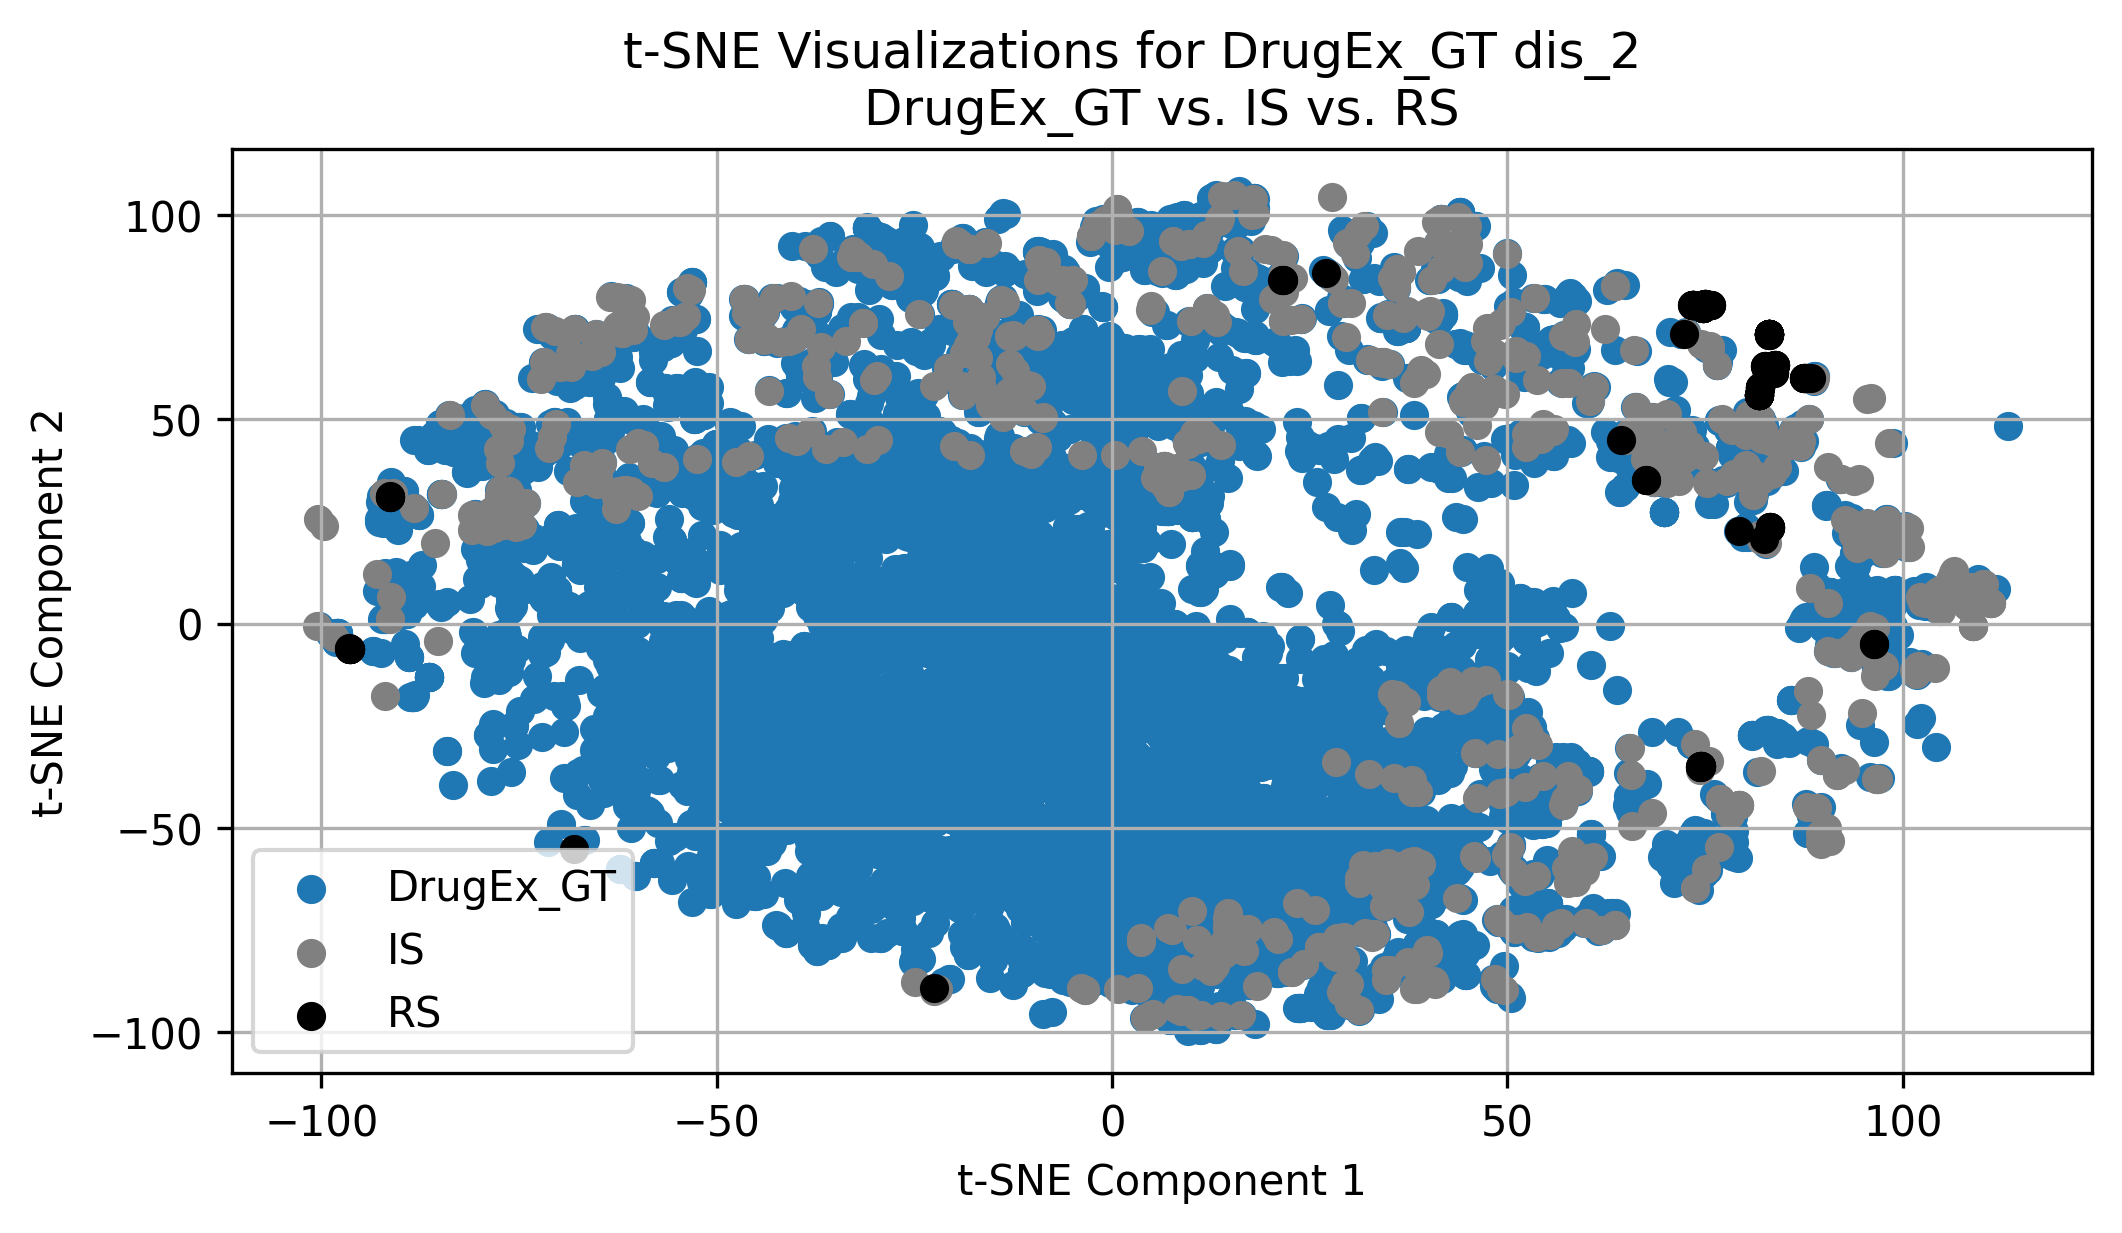 t-SNE Visualizations for DrugEx_GT dis_2
DrugEx_GT vs. IS vs. RS
t-SNE Component 2
100
50
0
−50
−100
DrugEx_GT
IS
RS
−100
−50
0
50
100
t-SNE Component 1